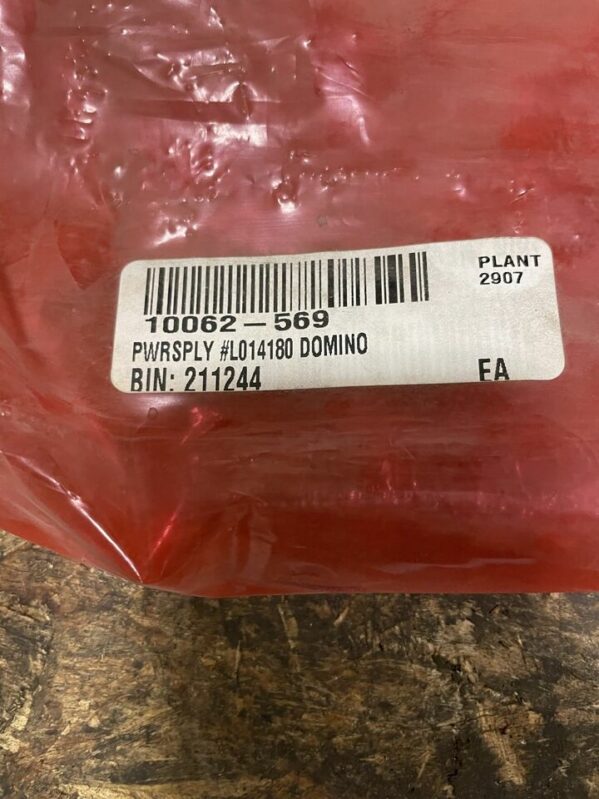 PLANT
2907
10062-569
PWRSPLY #L014180 DOMINO
BIN: 211244
EA